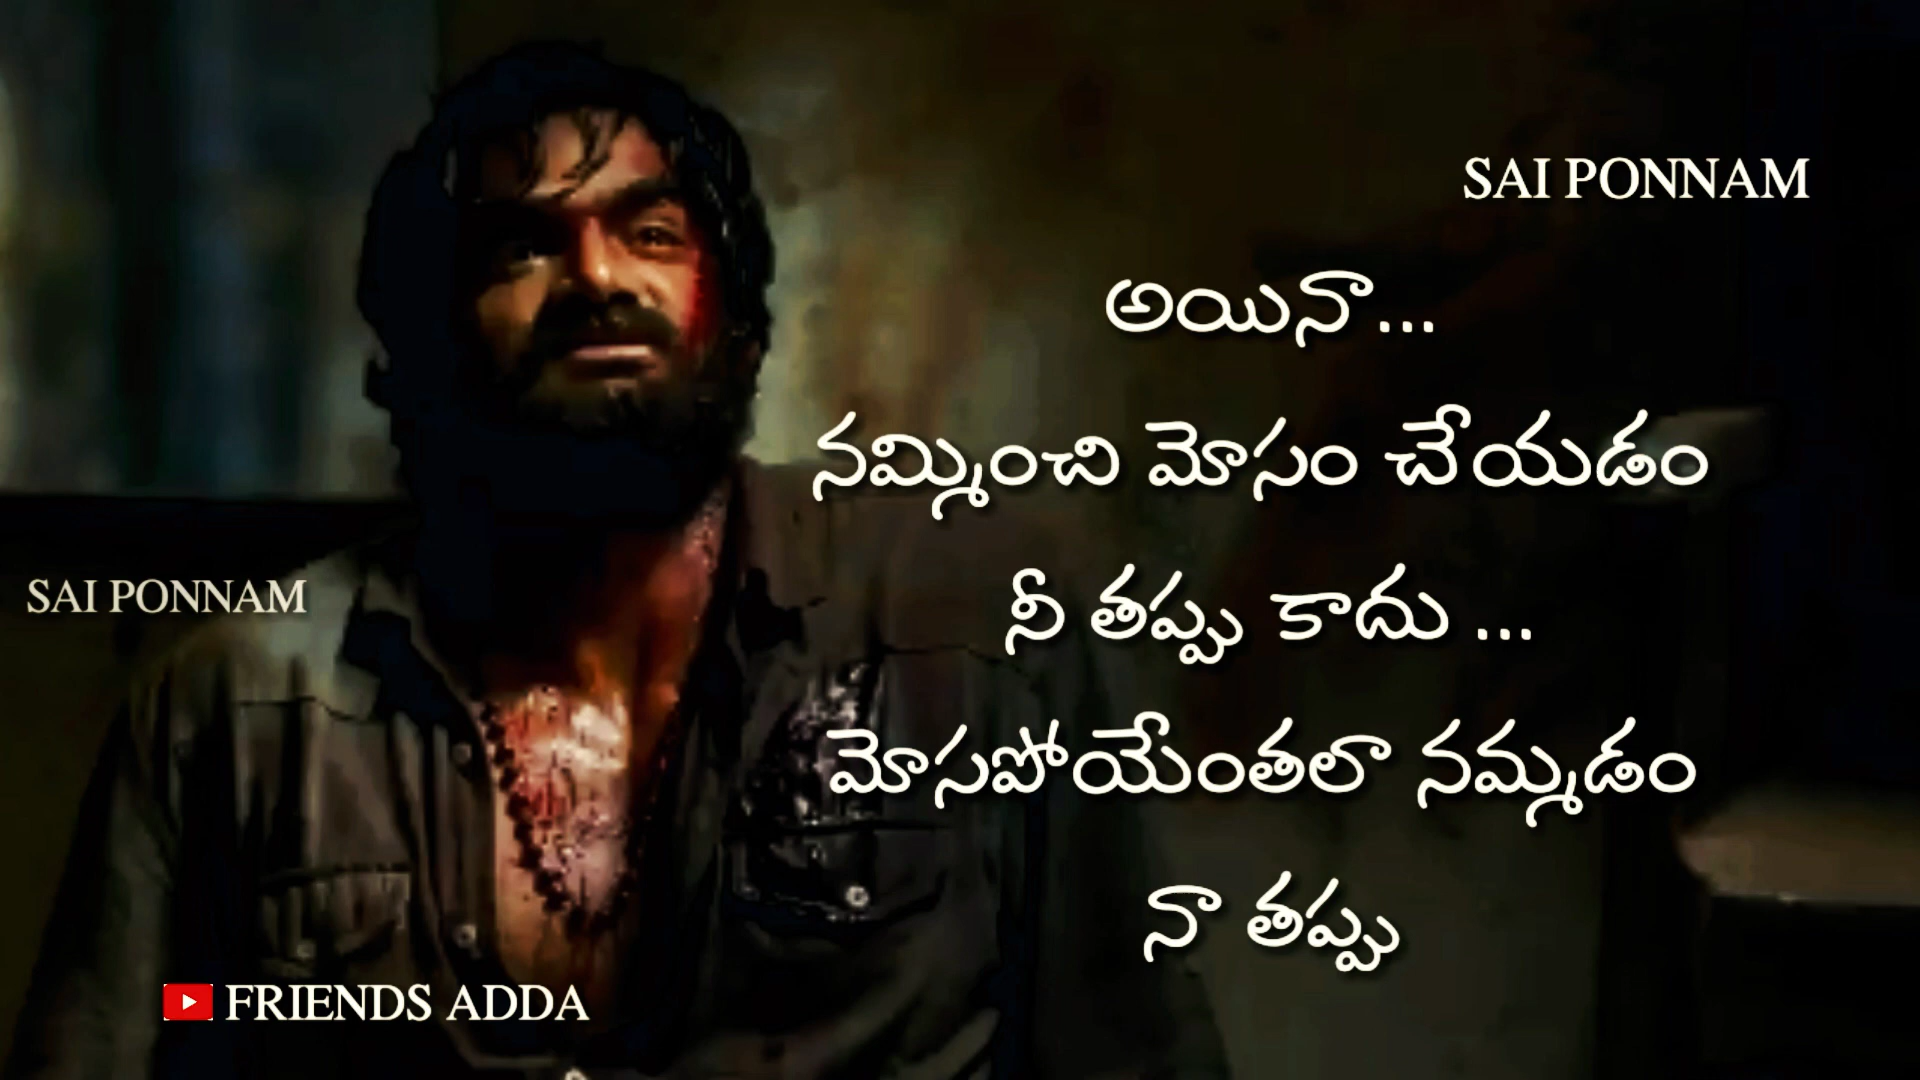 SAI PONNAM
అయినా...
నమ్మించి మోసం చేయడం
నీ తప్పు కాదు ...
మోసపోయేంతలా నమ్మడం
నా తప్పు
SAI PONNAM
FRIENDS ADDA